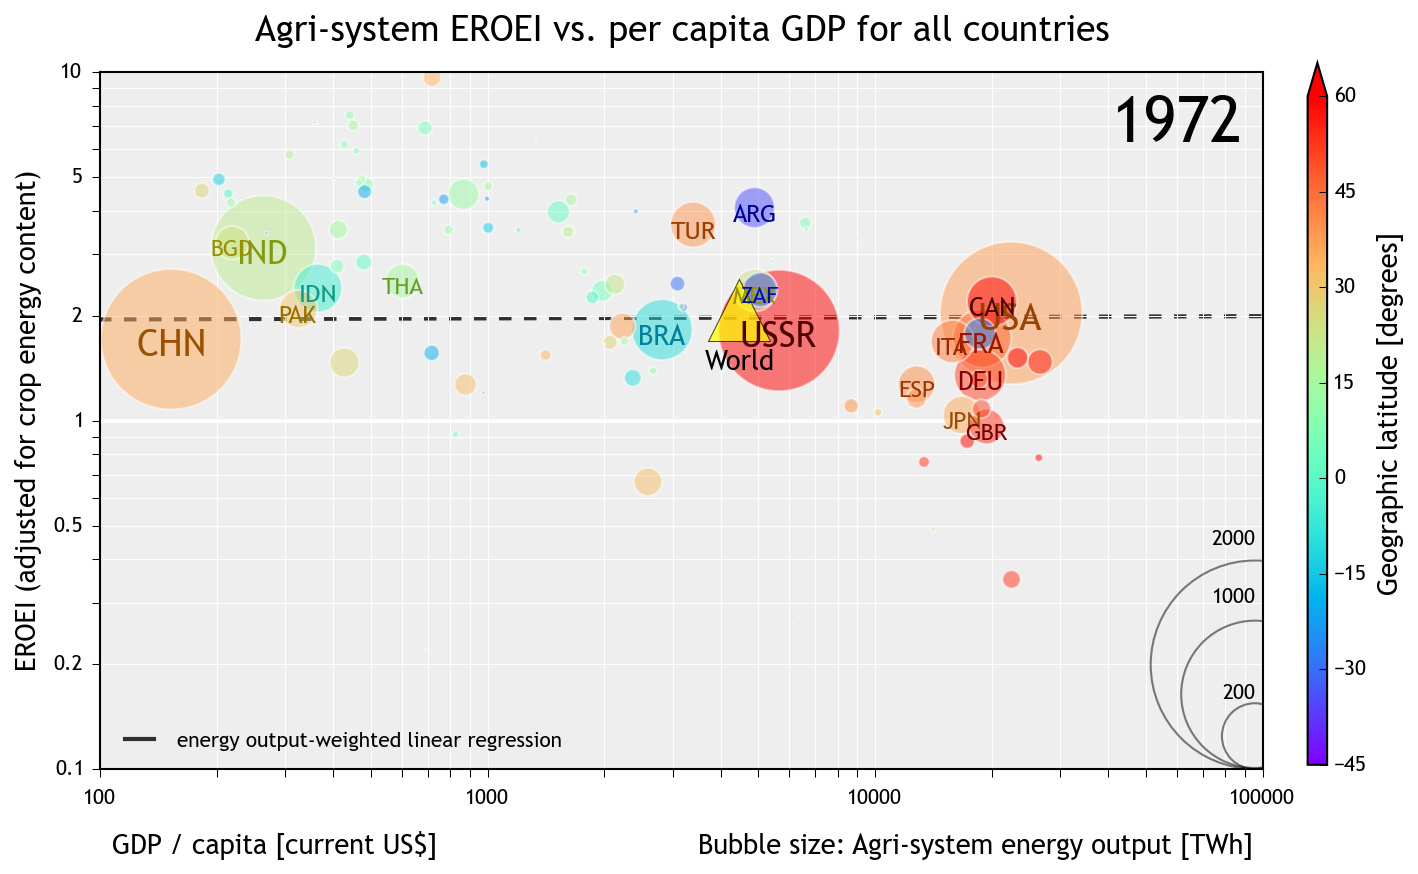 Agri-system EROEI vs. per capita GDP for all countries
1972
EROEI (adjusted for crop energy content)
10
5
2
1
0.5
0.2
0.1
TUR
ARG
BGD
IND
IDN
THA
PAK
CHN
BRA
ZAF
USSR
World
CAN
USA
ITA
FRA
DEU
ESP
JPN
GBR
2000
1000
200
energy output-weighted linear regression
100
1000
10000
100000
GDP / capita [current US$]
Bubble size: Agri-system energy output [TWh]
60
45
30
15
0
−15
−30
−45
Geographic latitude [degrees]